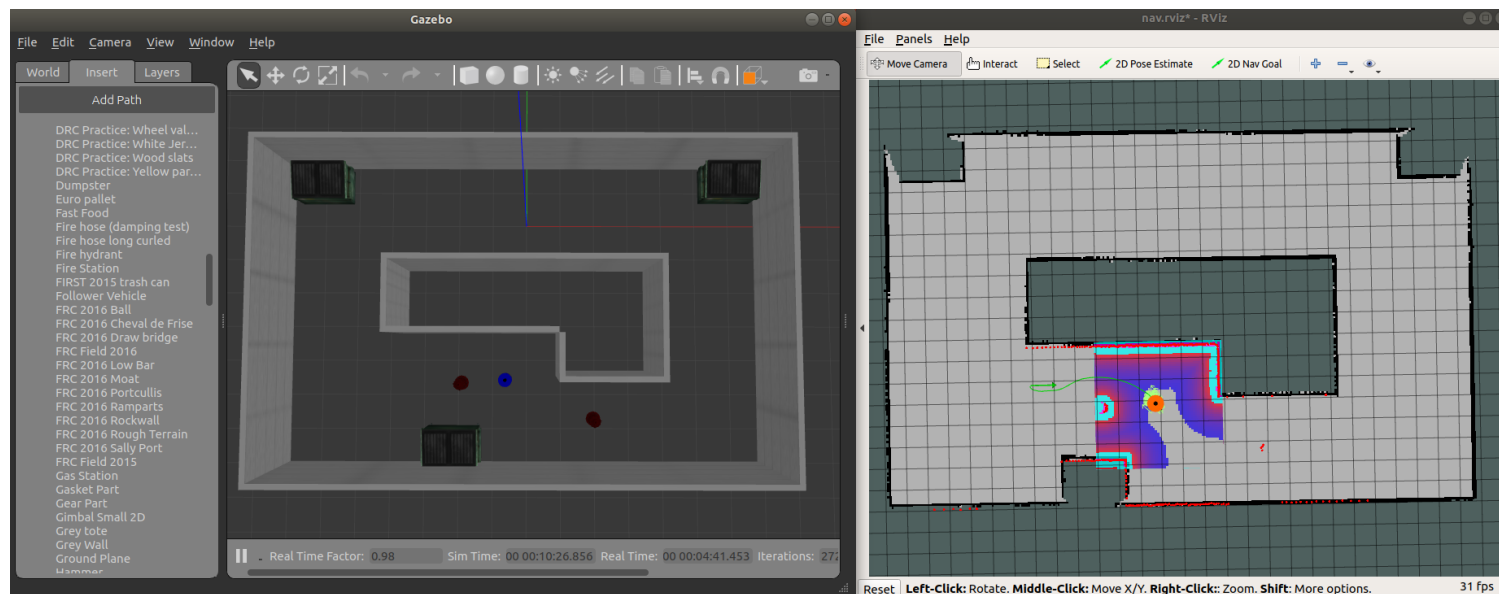 Gazebo
File Edit Camera View Window Help
World Insert Layers
Add Path
DRC Practice: Wheel val...
DRC Practice: White Jer...
DRC Practice: Wood slats
DRC Practice: Yellow par...
Dumpster
Euro pallet
Fast Food
Fire hose (damping test)
Fire hose long curled
Fire hydrant
Fire Station
FIRST 2015 trash can
Follower Vehicle
FRC 2016 Ball
FRC 2016 Cheval de Frise
FRC 2016 Draw bridge
FRC Field 2016
FRC 2016 Low Bar
FRC 2016 Moat
FRC 2016 Portcullis
FRC 2016 Ramparts
FRC 2016 Rockwall
FRC 2016 Rough Terrain
FRC 2016 Sally Port
FRC Field 2015
Gas Station
Gasket Part
Gear Part
Gimbal Small 2D
Grey tote
Grey Wall
Ground Plane
Hammer
Real Time Factor: 0.98 Sim Time: 00 00:10:26.856 Real Time: 00 00:04:41.453 Iterations: 272
nav.rviz* - RViz
File Panels Help
Move Camera Interact Select 2D Pose Estimate 2D Nav Goal
Reset Left-Click: Rotate. Middle-Click: Move X/Y. Right-Click:: Zoom. Shift: More options. 31 fps